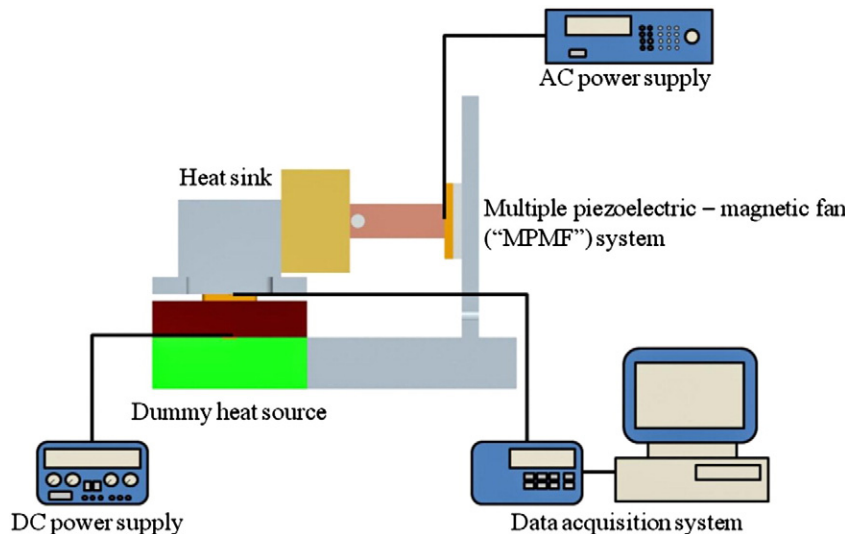 AC power supply
Heat sink
Multiple piezoelectric – magnetic fan
(“MPMF”) system
Dummy heat source
DC power supply
Data acquisition system